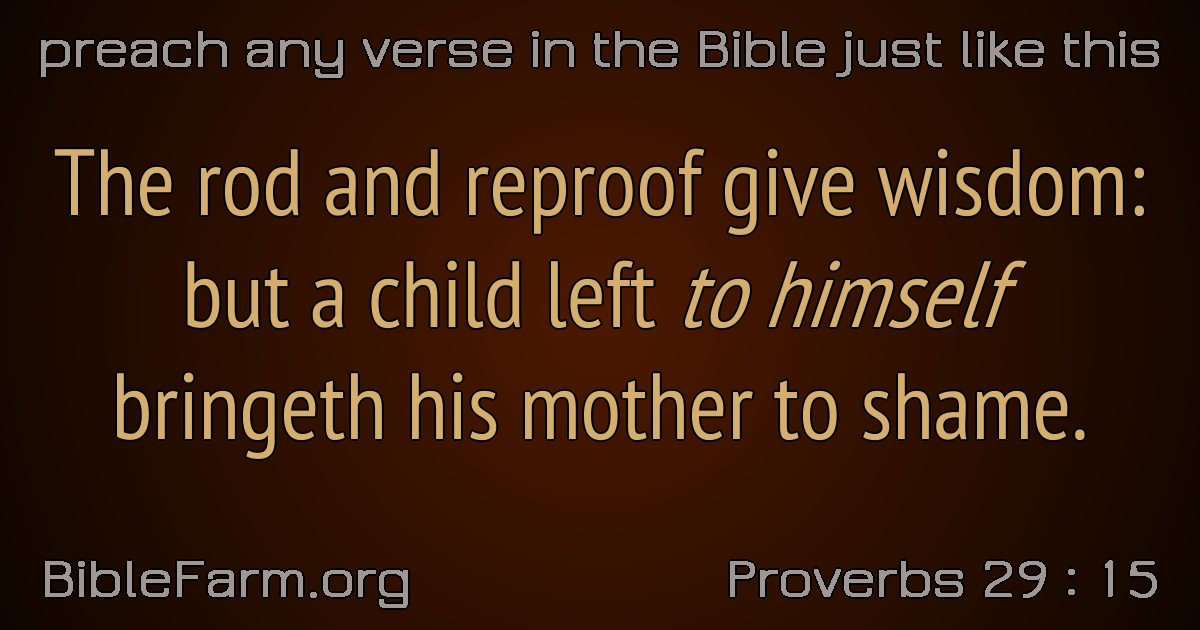 preach any verse in the Bible just like this
The rod and reproof give wisdom:
but a child left to himself
bringeth his mother to shame.
BibleFarm.org
Proverbs 29 : 15